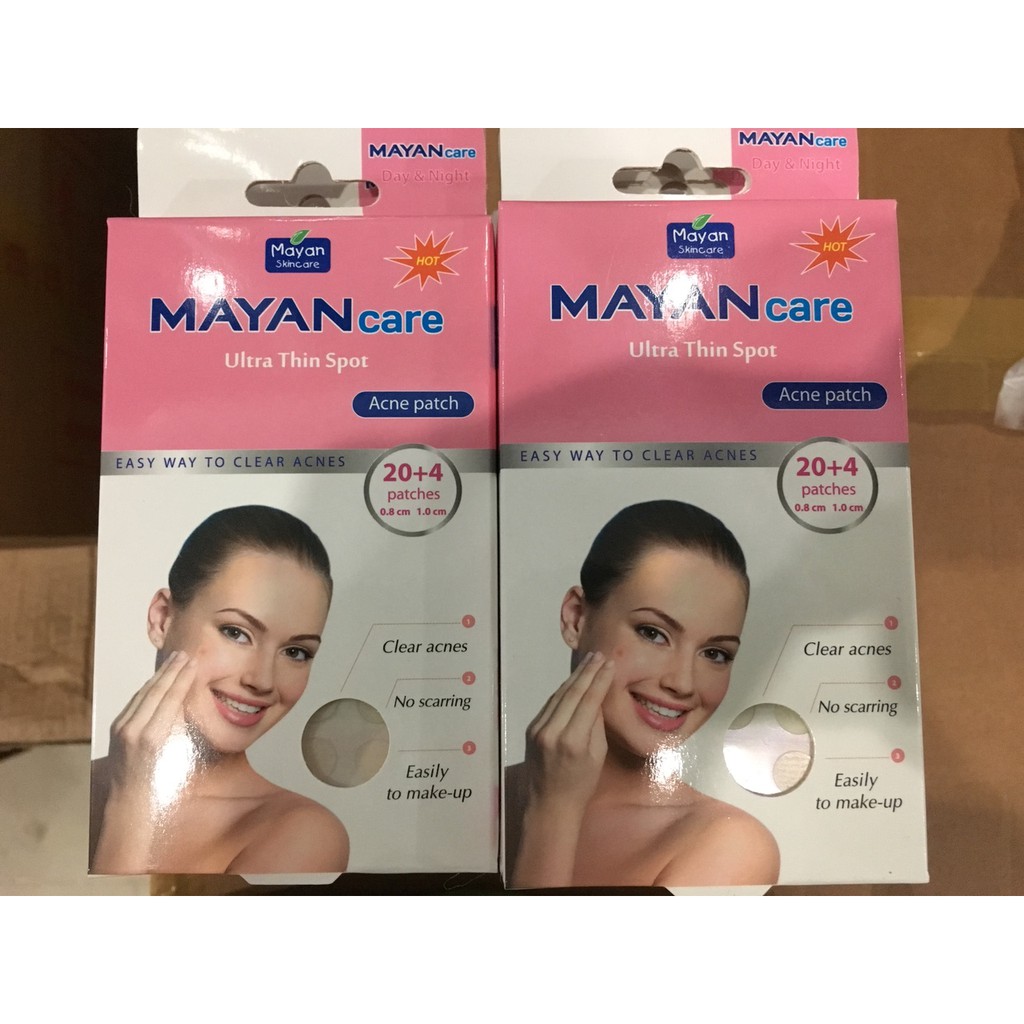 MAYANcare
Day & Night
Mayan
Skincare
HOT
MAYANcare
Ultra Thin Spot
Acne patch
EASY WAY TO CLEAR ACNES
20+4
patches
0.8 cm 1.0 cm
1
Clear acnes
2
No scarring
3
Easily
to make-up
MAYANcare
Day & Night
Mayan
Skincare
HOT
MAYANcare
Ultra Thin Spot
Acne patch
EASY WAY TO CLEAR ACNES
20+4
patches
0.8 cm 1.0 cm
1
Clear acnes
2
No scarring
3
Easily
to make-up